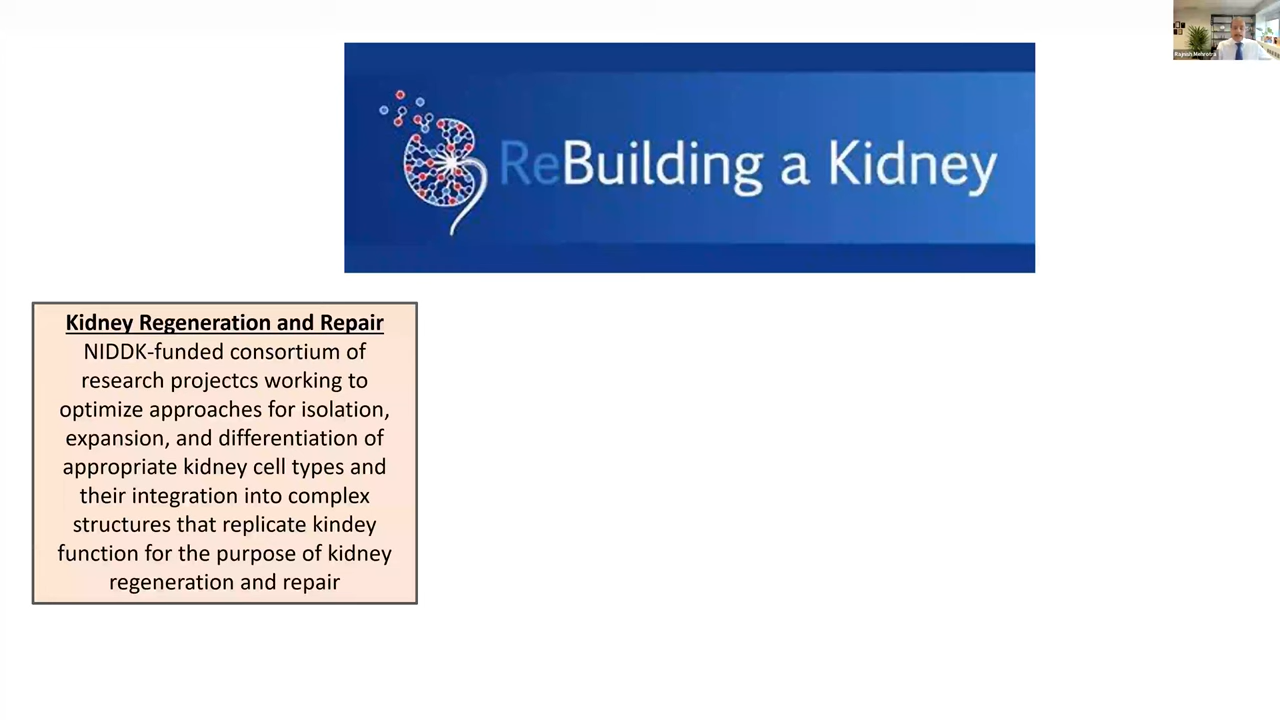 Rajnish Mehrotra
ReBuilding a Kidney
Kidney Regeneration and Repair
NIDDK-funded consortium of
research projectcs working to
optimize approaches for isolation,
expansion, and differentiation of
appropriate kidney cell types and
their integration into complex
structures that replicate kindey
function for the purpose of kidney
regeneration and repair